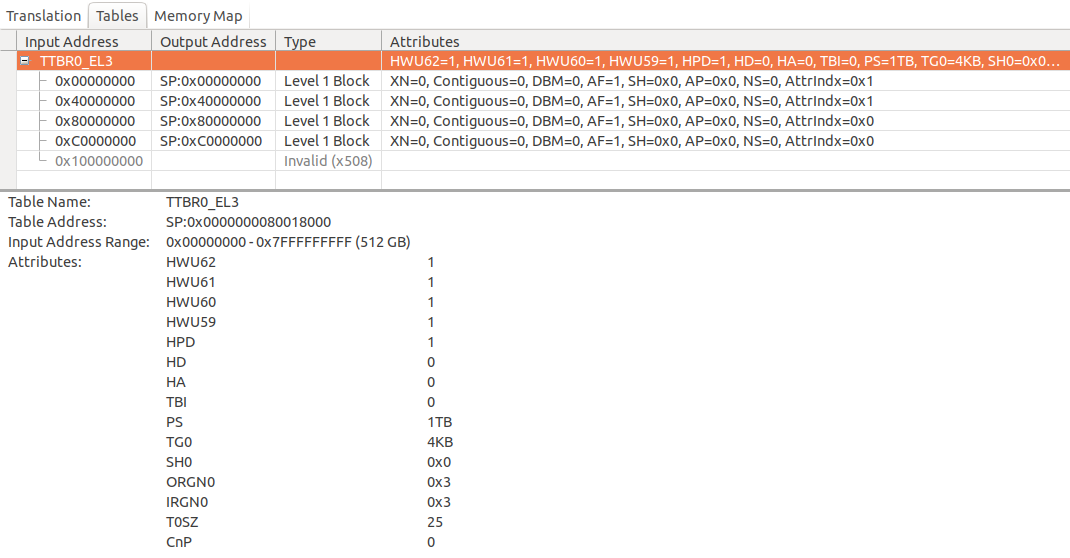 Translation Tables Memory Map
Input Address Output Address Type Attributes
TTBR0_EL3 HWU62=1, HWU61=1, HWU60=1, HWU59=1, HPD=1, HD=0, HA=0, TBI=0, PS=1TB, TG0=4KB, SH0=0x0...
0x00000000 SP:0x00000000 Level 1 Block XN=0, Contiguous=0, DBM=0, AF=1, SH=0x0, AP=0x0, NS=0, AttrIndx=0x1
0x40000000 SP:0x40000000 Level 1 Block XN=0, Contiguous=0, DBM=0, AF=1, SH=0x0, AP=0x0, NS=0, AttrIndx=0x1
0x80000000 SP:0x80000000 Level 1 Block XN=0, Contiguous=0, DBM=0, AF=1, SH=0x0, AP=0x0, NS=0, AttrIndx=0x0
0xC0000000 SP:0xC0000000 Level 1 Block XN=0, Contiguous=0, DBM=0, AF=1, SH=0x0, AP=0x0, NS=0, AttrIndx=0x0
0x100000000 Invalid (x508)
Table Name: TTBR0_EL3
Table Address: SP:0x0000000080018000
Input Address Range: 0x00000000 - 0x7FFFFFFFFF (512 GB)
Attributes: HWU62 1
HWU61 1
HWU60 1
HWU59 1
HPD 1
HD 0
HA 0
TBI 0
PS 1TB
TG0 4KB
SH0 0x0
ORGN0 0x3
IRGN0 0x3
T0SZ 25
CnP 0